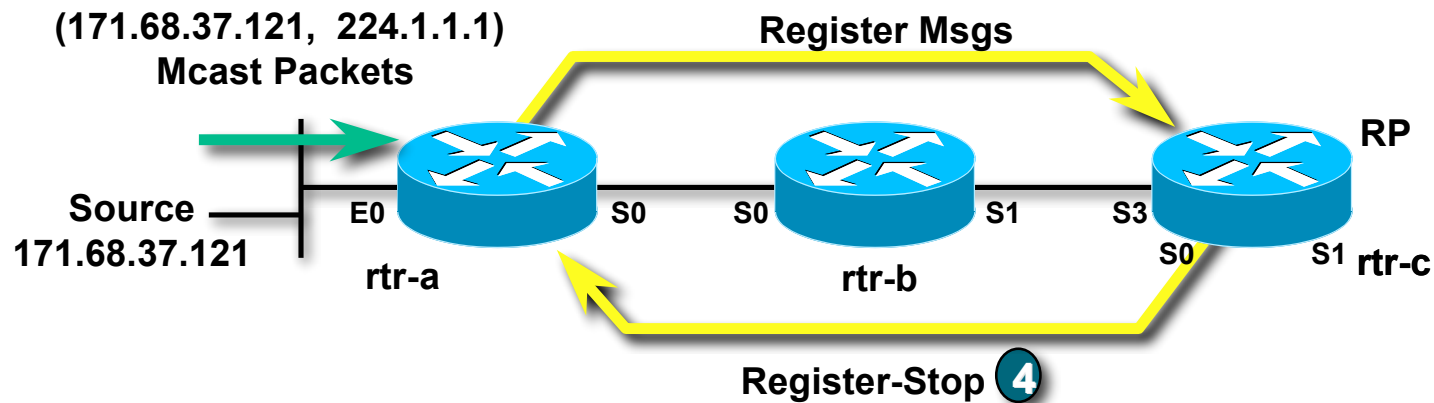 (171.68.37.121, 224.1.1.1)
Mcast Packets
Register Msgs
RP
Source
171.68.37.121
E0
S0
S0
S1
S3
S0
S1
rtr-a
rtr-b
rtr-c
Register-Stop 4